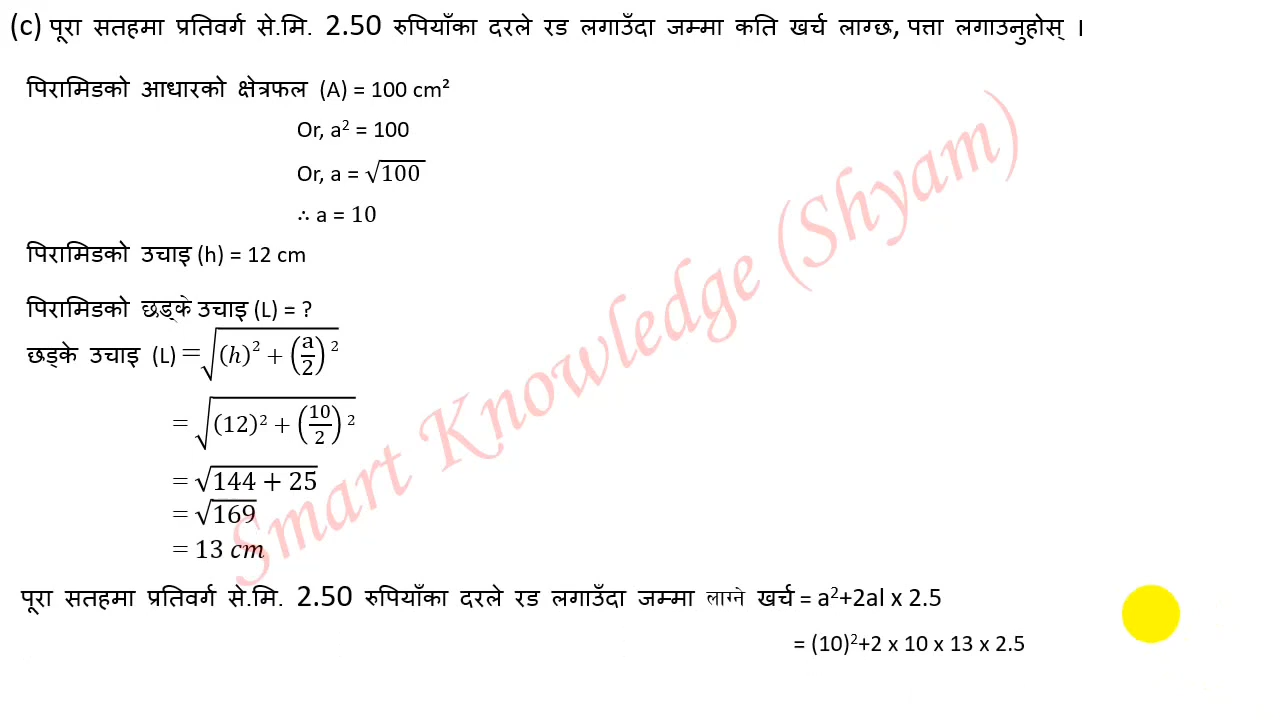 (c) पूरा सतहमा प्रतिवर्ग से.मि. 2.50 रुपियाँका दरले रड लगाउँदा जम्मा कति खर्च लाग्छ, पत्ता लगाउनुहोस् ।
पिरामिडको आधारको क्षेत्रफल (A) = 100 cm²
Or, a² = 100
Or, a = √100
∴ a = 10
पिरामिडको उचाइ (h) = 12 cm
पिरामिडको छड्के उचाइ (L) = ?
छड्के उचाइ (L) = √((h)² + (a/2)²)
= √((12)² + (10/2)²)
= √(144 + 25)
= √169
= 13 cm
पूरा सतहमा प्रतिवर्ग से.मि. 2.50 रुपियाँका दरले रड लगाउँदा जम्मा लाग्ने खर्च = a²+2al x 2.5
= (10)²+2 x 10 x 13 x 2.5
Smart Knowledge (Shyam)